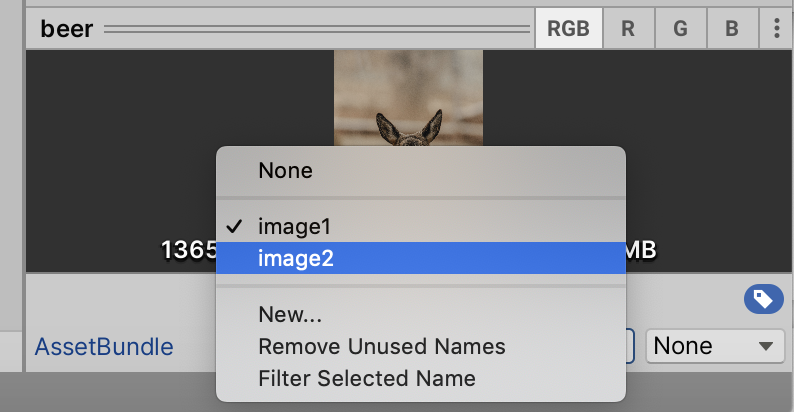 beer RGB R G B
None
image1
1365 MB
image2
New...
AssetBundle Remove Unused Names None
Filter Selected Name